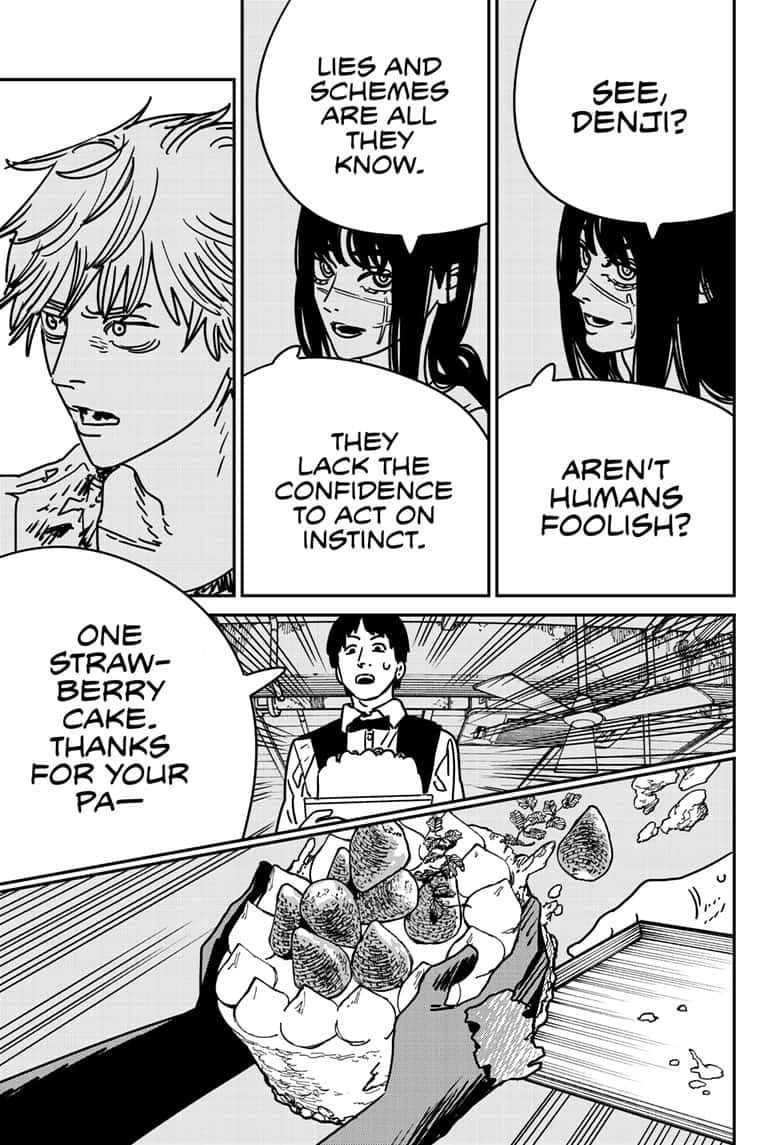 SEE,
DENJI?
AREN'T
HUMANS
FOOLISH?
LIES AND
SCHEMES
ARE ALL
THEY
KNOW.
THEY
LACK THE
CONFIDENCE
TO ACT ON
INSTINCT.
ONE
STRAW-
BERRY
CAKE.
THANKS
FOR YOUR
PA—